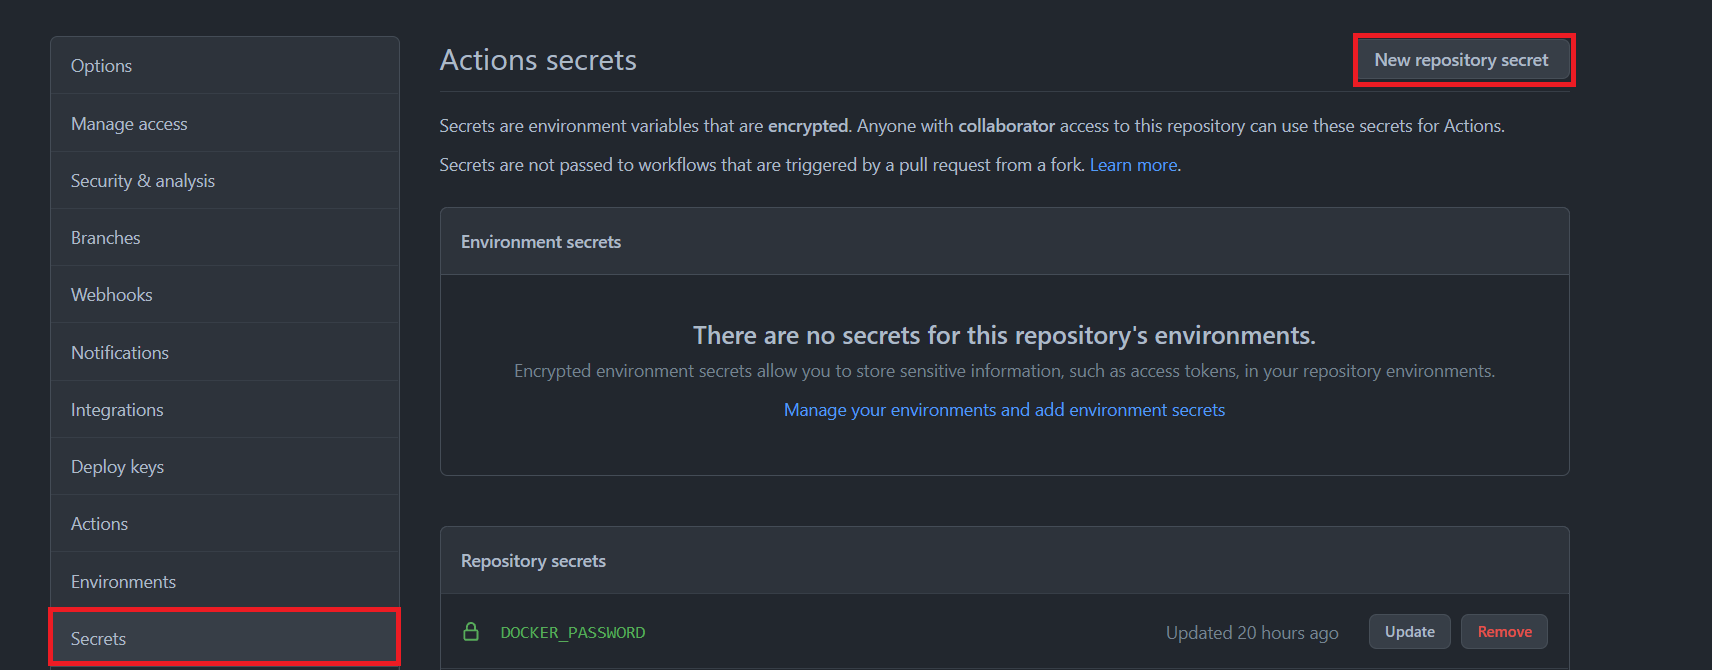 Options
Manage access
Security & analysis
Branches
Webhooks
Notifications
Integrations
Deploy keys
Actions
Environments
Secrets
Actions secrets
New repository secret
Secrets are environment variables that are encrypted. Anyone with collaborator access to this repository can use these secrets for Actions.
Secrets are not passed to workflows that are triggered by a pull request from a fork. Learn more.
Environment secrets
There are no secrets for this repository's environments.
Encrypted environment secrets allow you to store sensitive information, such as access tokens, in your repository environments.
Manage your environments and add environment secrets
Repository secrets
DOCKER_PASSWORD Updated 20 hours ago Update Remove